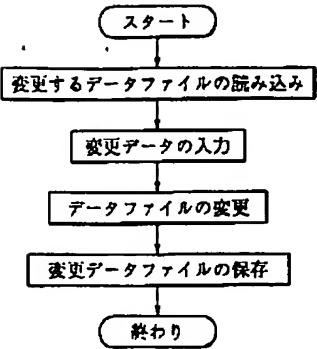 スタート
変更するデータファイルの読み込み
変更データの入力
データファイルの変更
変更データファイルの保存
終わり